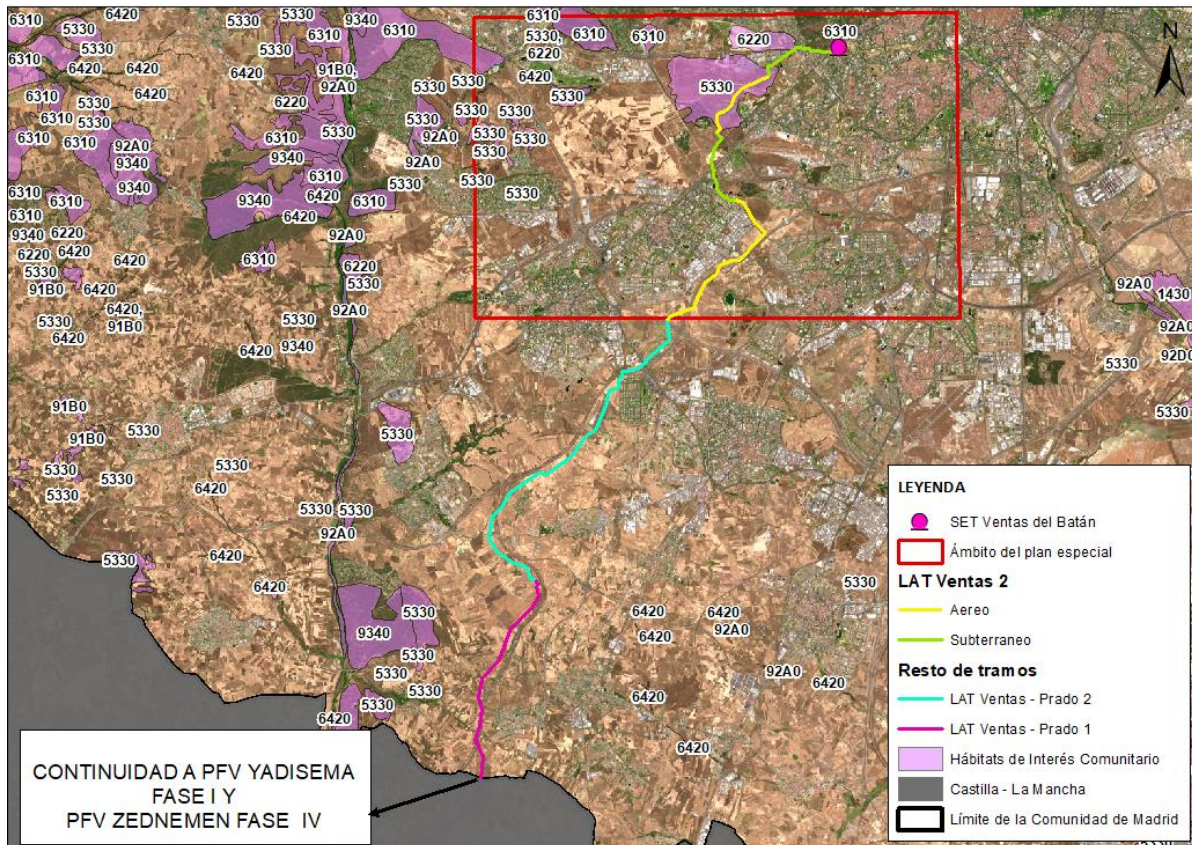 6310
6420
5330
5330
9340
6310
6310
5330
6310
5330
6420
6420
6420
91B0,
92A0
6310
5330
6310
6310
6220
6420
5330
6220
6310
5330
N
6310
5330
5330
6310
6310
92A0
9340
9340
6220
6310
5330
9340
6310
9340
6420
6420
6310
5330
5330
92A0
92A0
5330
5330
5330
5330
5330
5330
5330
5330
6310
6310
6310
9340
6220
6420
5330
91B0
6420
6420
6420,
91B0
5330
6420
6310
92A0
6220
5330
92A0
5330
9340
6420
92A0
1430
92A0
92D0
5330
5330
91B0
91B0
5330
5330
5330
5330
5330
6420
5330
5330
5330
92A0
5330
6420
6420
9340
5330
5330
5330
5330
5330
6420
6420
6420
6420
92A0
5330
92A0
6420
6420
6420
LEYENDA
SET Ventas del Batán
Ámbito del plan especial
LAT Ventas 2
Aereo
Subterraneo
Resto de tramos
LAT Ventas - Prado 2
LAT Ventas - Prado 1
Hábitats de Interés Comunitario
Castilla - La Mancha
Límite de la Comunidad de Madrid
CONTINUIDAD A PFV YADISEMA
FASE I Y
PFV ZEDNEMEN FASE IV